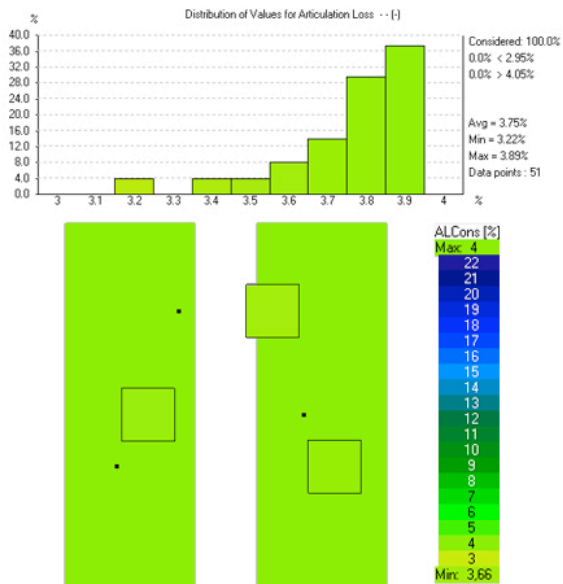 Distribution of Values for Articulation Loss - - [-]
%
40.0
36.0
32.0
28.0
24.0
20.0
16.0
12.0
8.0
4.0
0.0
3 3.1 3.2 3.3 3.4 3.5 3.6 3.7 3.8 3.9 4 %
Considered: 100.0%
0.0% < 2.95%
0.0% > 4.05%
Avg = 3.75%
Min = 3.22%
Max = 3.89%
Data points : 51
ALCons [%]
Max: 4
22
21
20
19
18
17
16
15
14
13
12
11
10
9
8
7
6
5
4
3
Min: 3,66